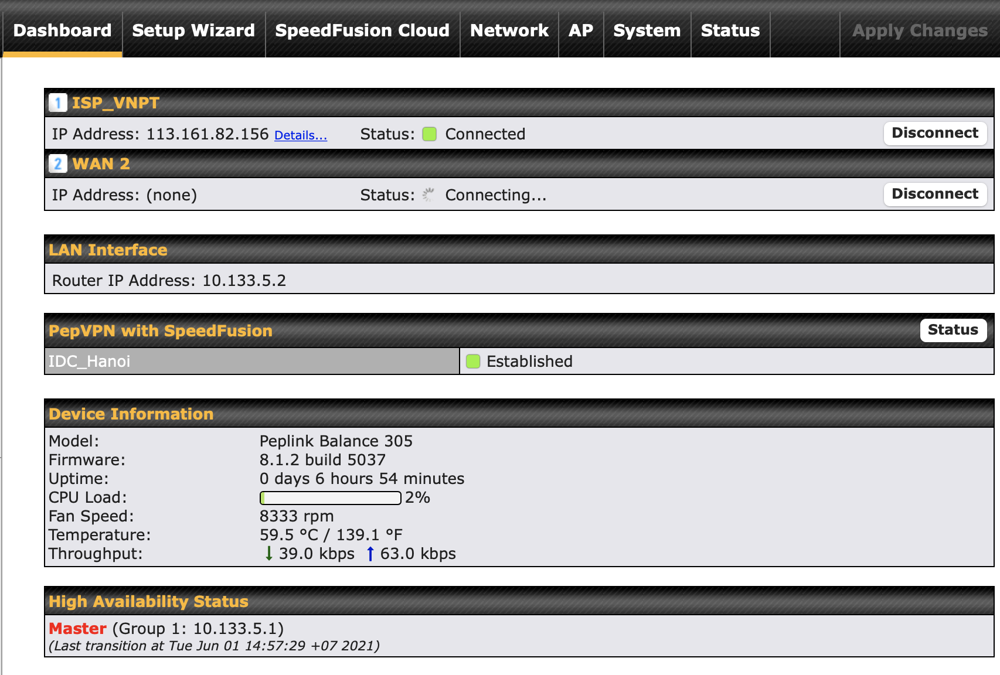 Dashboard Setup Wizard SpeedFusion Cloud Network AP System Status Apply Changes
1 ISP_VNPT
IP Address: 113.161.82.156 Details... Status: Connected Disconnect
2 WAN 2
IP Address: (none) Status: Connecting... Disconnect
LAN Interface
Router IP Address: 10.133.5.2
PepVPN with SpeedFusion Status
IDC_Hanoi Established
Device Information
Model: Peplink Balance 305
Firmware: 8.1.2 build 5037
Uptime: 0 days 6 hours 54 minutes
CPU Load: 2%
Fan Speed: 8333 rpm
Temperature: 59.5 °C / 139.1 °F
Throughput: ↓ 39.0 kbps ↑ 63.0 kbps
High Availability Status
Master (Group 1: 10.133.5.1)
(Last transition at Tue Jun 01 14:57:29 +07 2021)